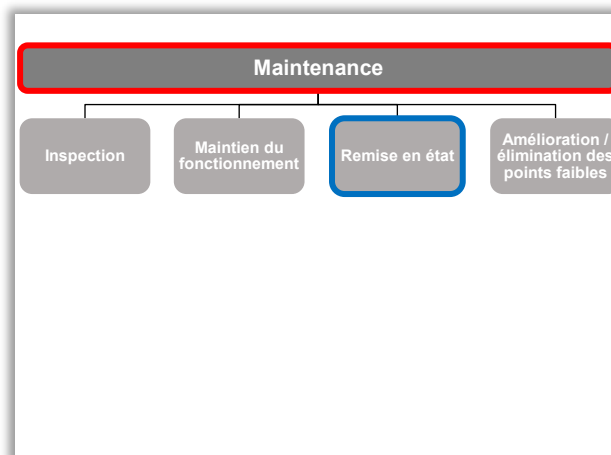 Maintenance
Inspection
Maintien du
fonctionnement
Remise en état
Amélioration /
élimination des
points faibles